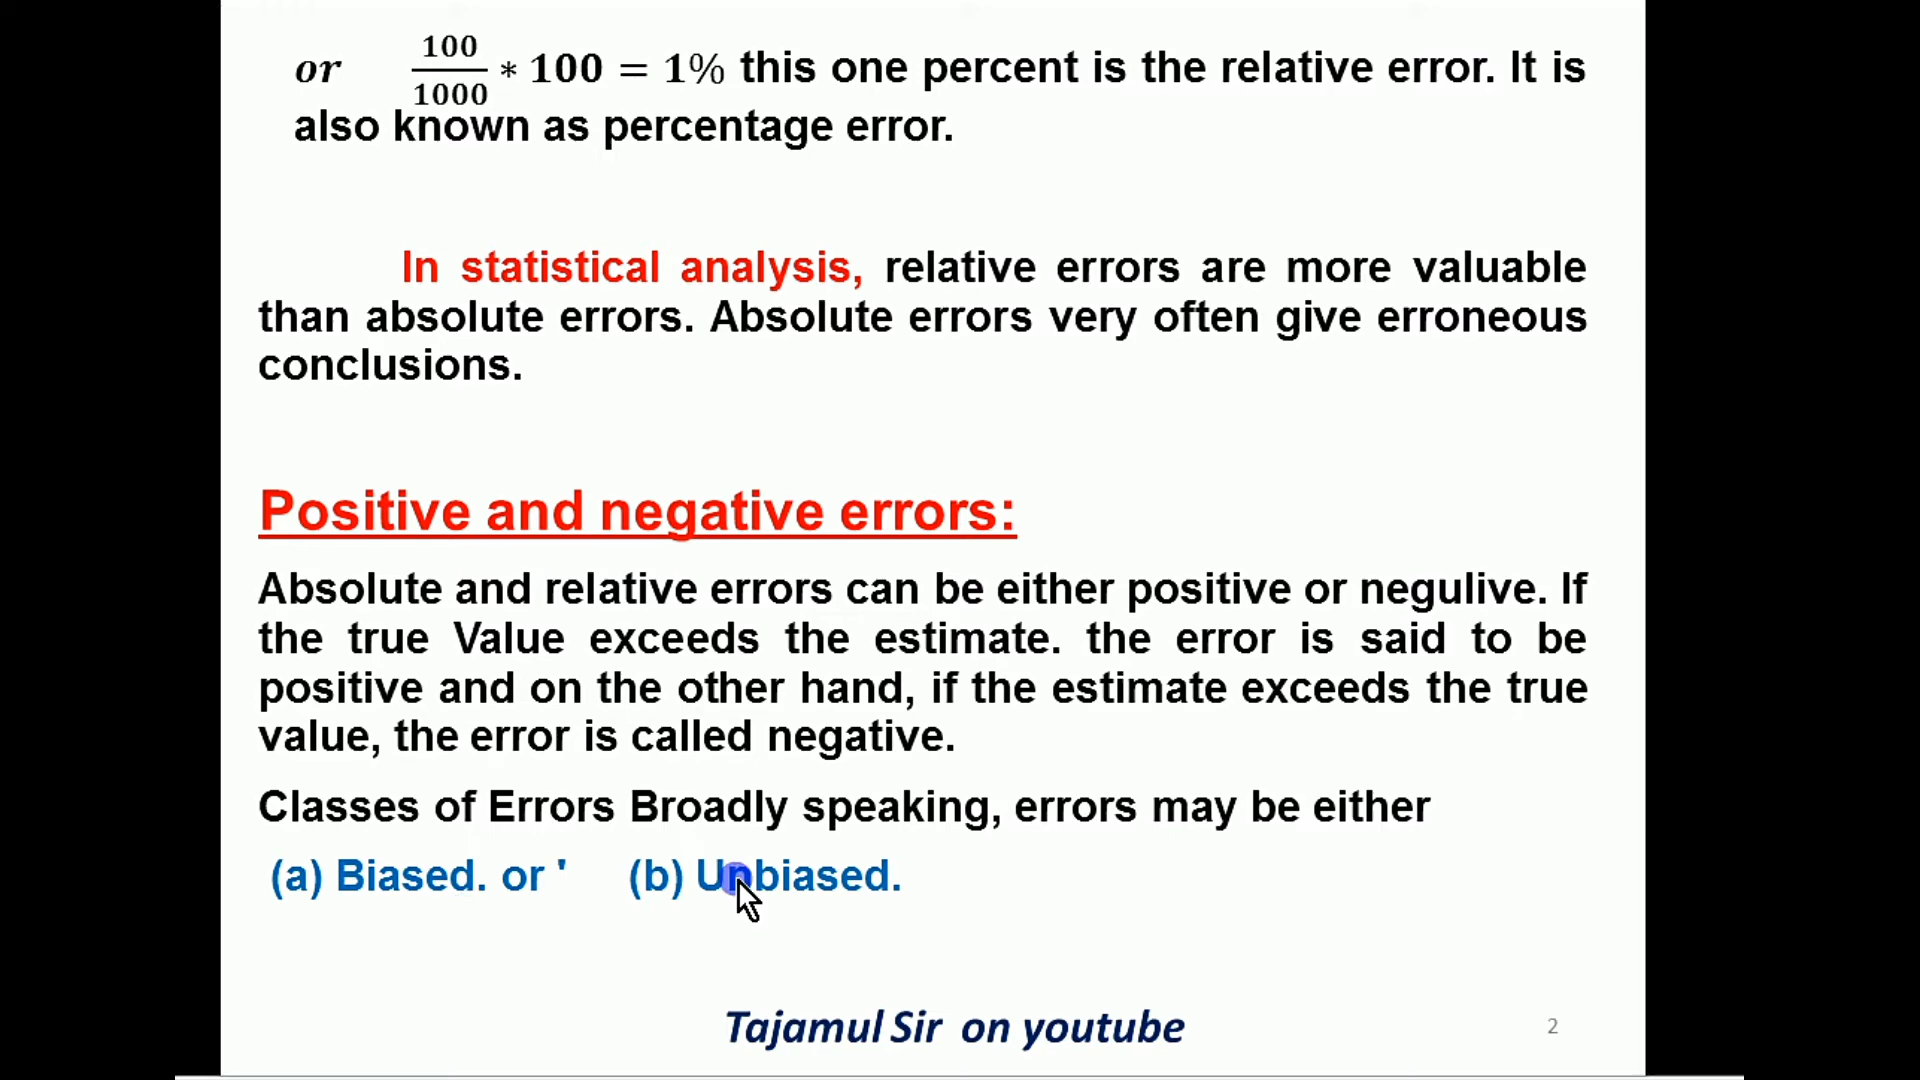 or 100/1000 * 100 = 1% this one percent is the relative error. It is
also known as percentage error.
In statistical analysis, relative errors are more valuable
than absolute errors. Absolute errors very often give erroneous
conclusions.
Positive and negative errors:
Absolute and relative errors can be either positive or negulive. If
the true Value exceeds the estimate. the error is said to be
positive and on the other hand, if the estimate exceeds the true
value, the error is called negative.
Classes of Errors Broadly speaking, errors may be either
(a) Biased. or ' (b) Unbiased.
Tajamul Sir on youtube
2